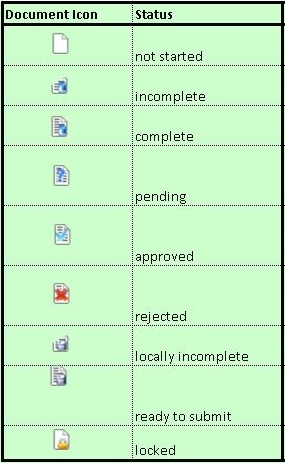 Document Icon Status
not started
incomplete
complete
pending
approved
rejected
locally incomplete
ready to submit
locked